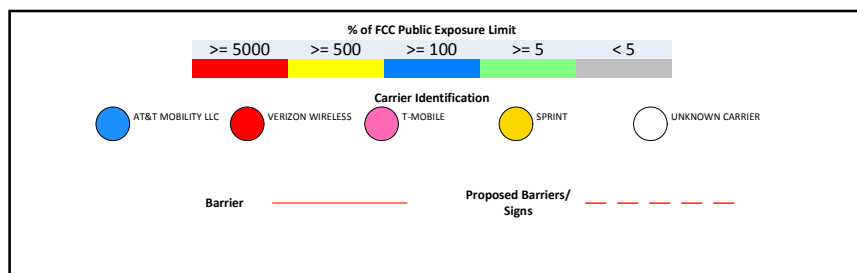 % of FCC Public Exposure Limit
>= 5000 >= 500 >= 100 >= 5 < 5
Carrier Identification
AT&T MOBILITY LLC VERIZON WIRELESS T-MOBILE SPRINT UNKNOWN CARRIER
Barrier Proposed Barriers/
Signs